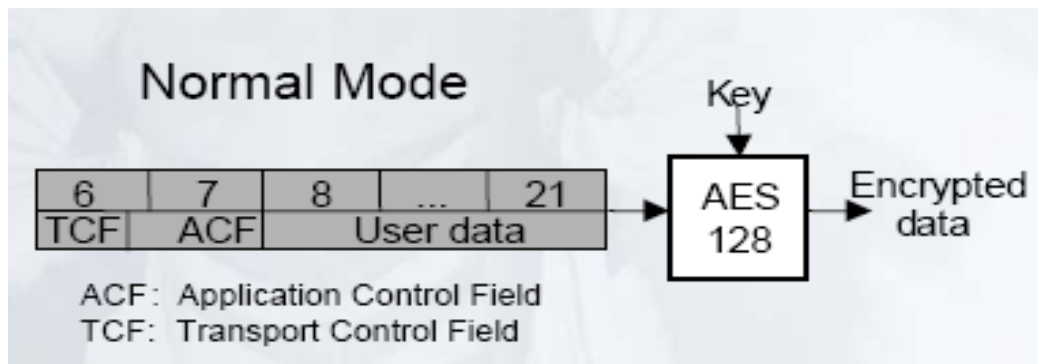 Normal Mode
Key
6 7 8 ... 21
TCF ACF User data
AES
128
Encrypted
data
ACF: Application Control Field
TCF: Transport Control Field